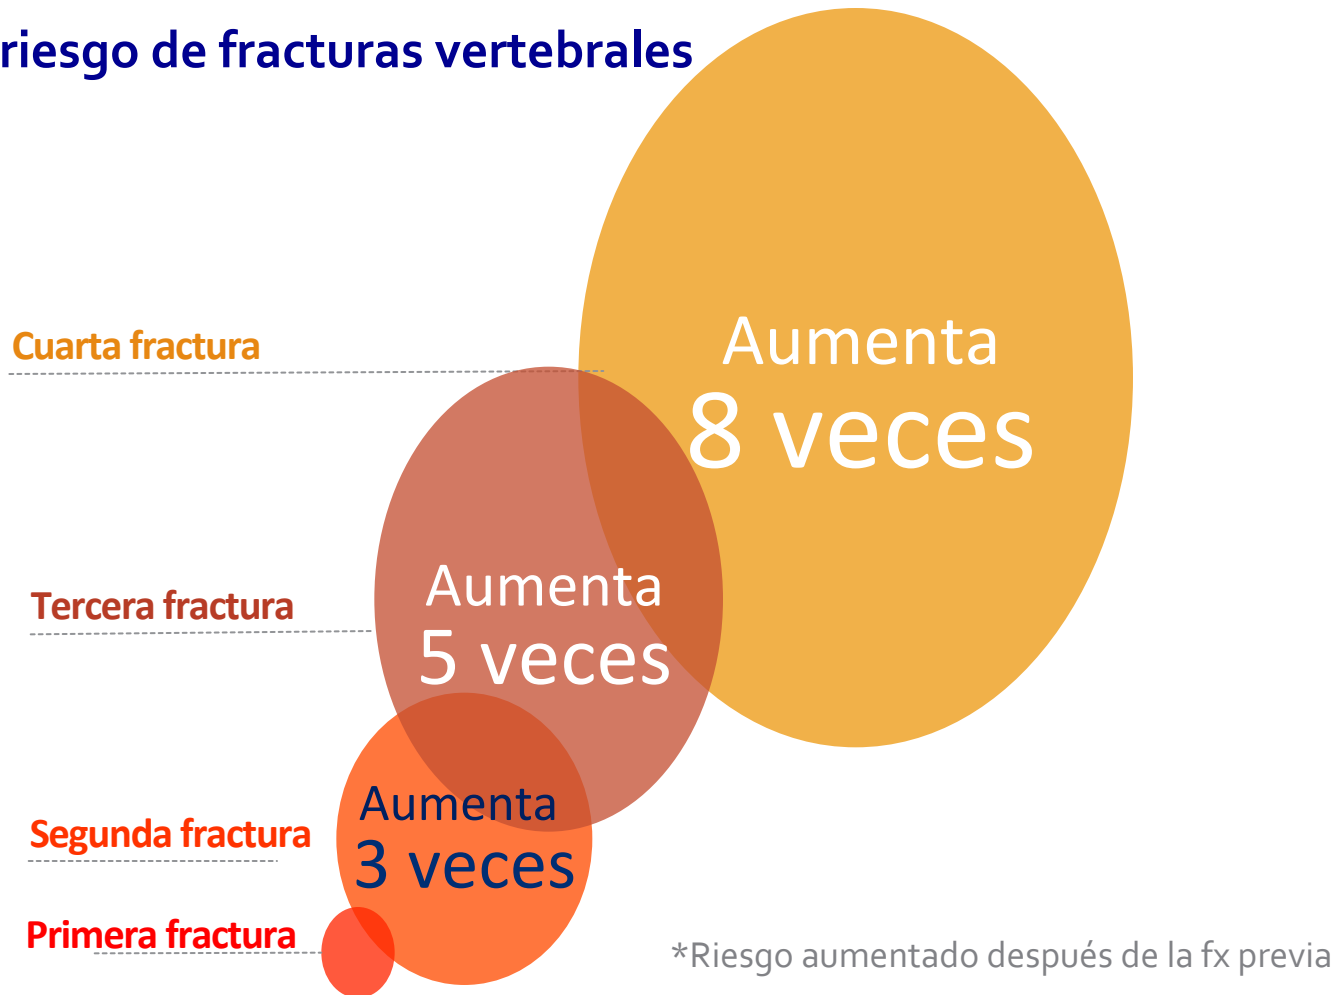 riesgo de fracturas vertebrales
Cuarta fractura
Aumenta
8 veces
Tercera fractura
Aumenta
5 veces
Segunda fractura
Aumenta
3 veces
Primera fractura
*Riesgo aumentado después de la fx previa